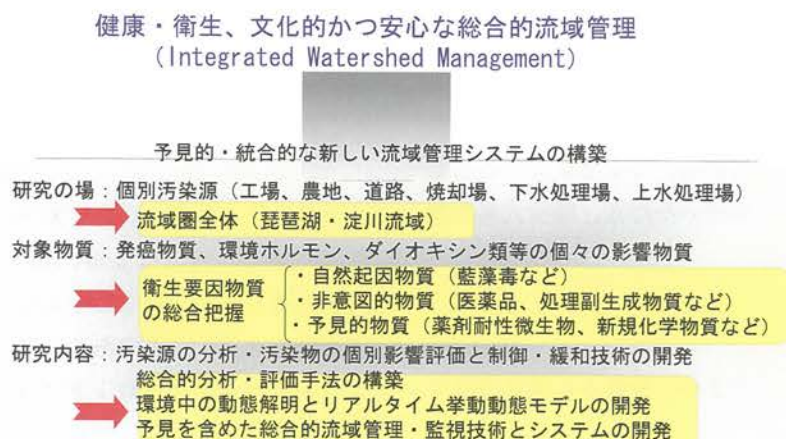 健康・衛生、文化的かつ安心な総合的流域管理
(Integrated Watershed Management)
予見的・統合的な新しい流域管理システムの構築
研究の場：個別汚染源（工場、農地、道路、焼却場、下水処理場、上水処理場）
流域圏全体（琵琶湖・淀川流域）
対象物質：発癌物質、環境ホルモン、ダイオキシン類等の個々の影響物質
衛生要因物質
の総合把握
・自然起因物質（藍藻毒など）
・非意図的物質（医薬品、処理副生成物質など）
・予見的物質（薬剤耐性微生物、新規化学物質など）
研究内容：汚染源の分析・汚染物の個別影響評価と制御・緩和技術の開発
総合的分析・評価手法の構築
環境中の動態解明とリアルタイム挙動動態モデルの開発
予見を含めた総合的流域管理・監視技術とシステムの開発